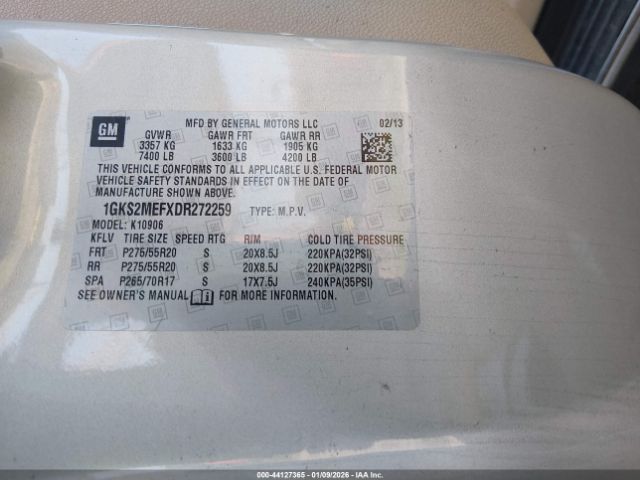 GM
MFD BY GENERAL MOTORS LLC 02/13
GVWR GAWR FRT GAWR RR
3357 KG 1633 KG 1905 KG
7400 LB 3600 LB 4200 LB
THIS VEHICLE CONFORMS TO ALL APPLICABLE U.S. FEDERAL MOTOR
VEHICLE SAFETY STANDARDS IN EFFECT ON THE DATE OF
MANUFACTURE SHOWN ABOVE.
1GKS2MEFXDR272259 TYPE: M.P.V.
MODEL: K10906
KFLV TIRE SIZE SPEED RTG RIM COLD TIRE PRESSURE
FRT P275/55R20 S 20X8.5J 220KPA(32PSI)
RR P275/55R20 S 20X8.5J 220KPA(32PSI)
SPA P265/70R17 S 17X7.5J 240KPA(35PSI)
SEE OWNER'S MANUAL FOR MORE INFORMATION.
000-44127365 - 01/09/2026 - IAAI.CA